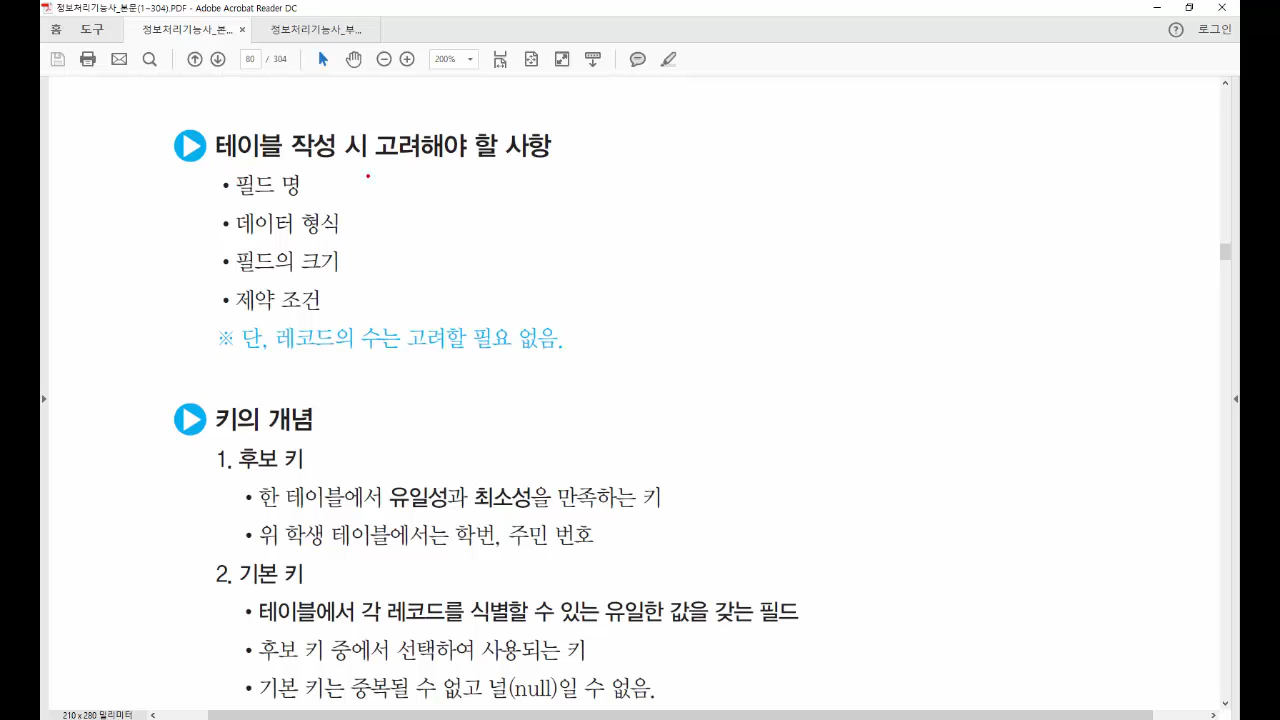 정보처리기능사_본문(1-304).PDF - Adobe Acrobat Reader DC
홈 도구 정보처리기능사_본... × 정보처리기능사_부... 로그인
80 / 304 200%
테이블 작성 시 고려해야 할 사항
• 필드 명
• 데이터 형식
• 필드의 크기
• 제약 조건
※ 단, 레코드의 수는 고려할 필요 없음.
키의 개념
1. 후보 키
• 한 테이블에서 유일성과 최소성을 만족하는 키
• 위 학생 테이블에서는 학번, 주민 번호
2. 기본 키
• 테이블에서 각 레코드를 식별할 수 있는 유일한 값을 갖는 필드
• 후보 키 중에서 선택하여 사용되는 키
• 기본 키는 중복될 수 없고 널(null)일 수 없음.
210 x 280 밀리미터